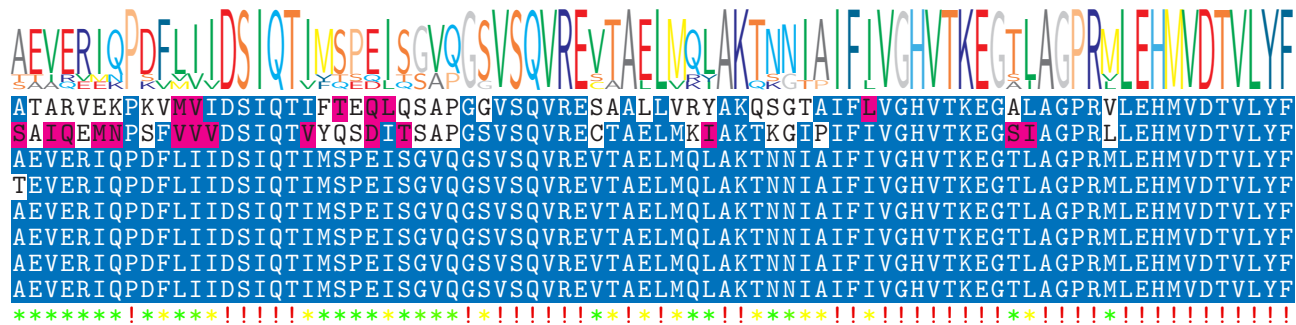 AEVERIQPDFLIIDSIQTIMSPEISGVQGSVSQVREVTAELMQLAKTNNIAIFIVGHVTKEGTLAGPRMLEHMVDTVLYF
ATARVEKPKVMVIDSIQTIFTEQLQSAPGGVSQVRESAALLVRYAKQSGTAIFLVGHVTKEGALAGPRVLEHMVDTVLYF
SAIQEMNPSFVVVDSIQTVYQSDITSAPGSVSQVRECTAELMKIAKTKGIPIFIVGHVTKEGSIAGPRLLEHMVDTVLYF
AEVERIQPDFLIIDSIQTIMSPEISGVQGSVSQVREVTAELMQLAKTNNIAIFIVGHVTKEGTLAGPRMLEHMVDTVLYF
TEVERIQPDFLIIDSIQTIMSPEISGVQGSVSQVREVTAELMQLAKTNNIAIFIVGHVTKEGTLAGPRMLEHMVDTVLYF
AEVERIQPDFLIIDSIQTIMSPEISGVQGSVSQVREVTAELMQLAKTNNIAIFIVGHVTKEGTLAGPRMLEHMVDTVLYF
AEVERIQPDFLIIDSIQTIMSPEISGVQGSVSQVREVTAELMQLAKTNNIAIFIVGHVTKEGTLAGPRMLEHMVDTVLYF
AEVERIQPDFLIIDSIQTIMSPEISGVQGSVSQVREVTAELMQLAKTNNIAIFIVGHVTKEGTLAGPRMLEHMVDTVLYF
AEVERIQPDFLIIDSIQTIMSPEISGVQGSVSQVREVTAELMQLAKTNNIAIFIVGHVTKEGTLAGPRMLEHMVDTVLYF
*******!*****!!!!!**********!*!!!!!!**!*!***!!*****!!*!!!!!!!!**!!!!*!!!!!!!!!!!